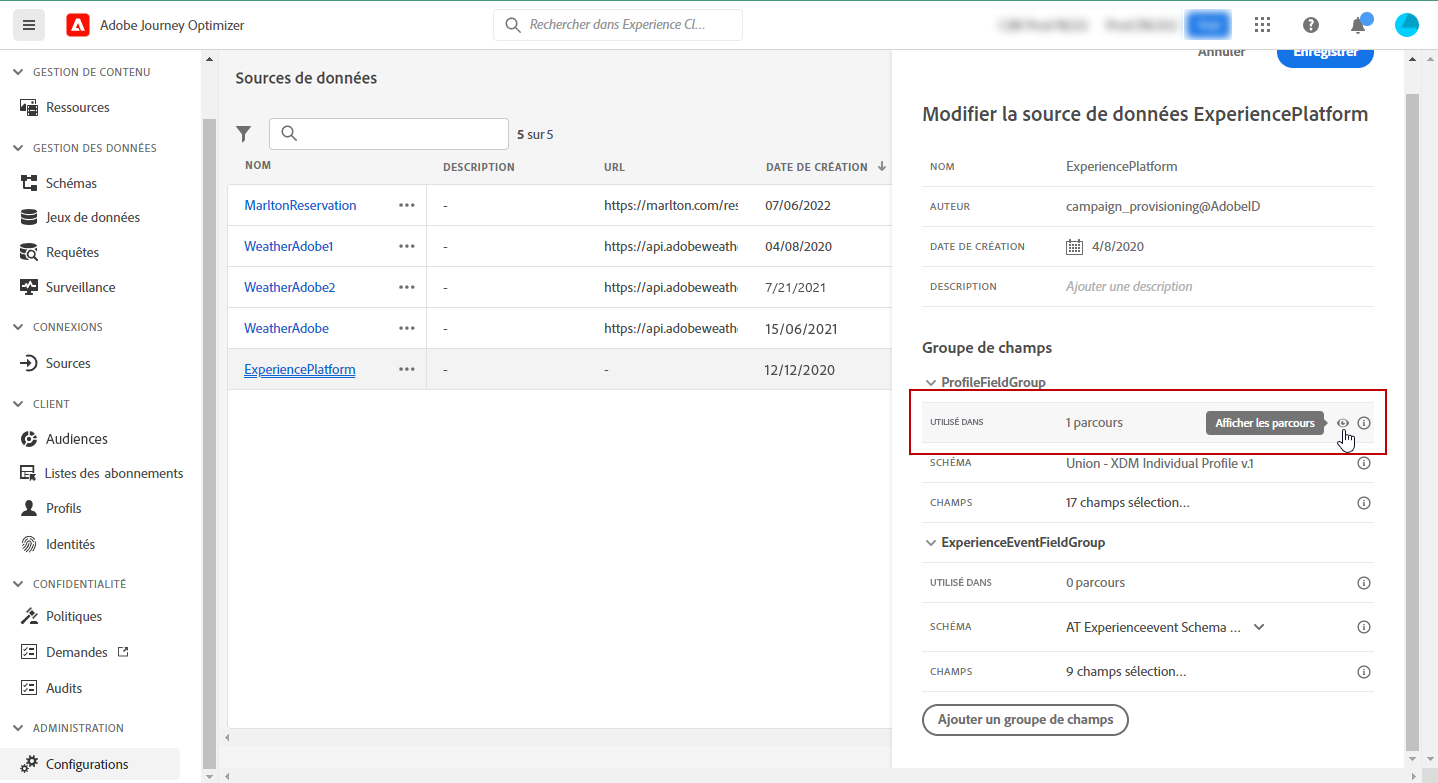 Adobe Journey Optimizer
Rechercher dans Experience Cl...
GESTION DE CONTENU
Ressources
GESTION DES DONNÉES
Schémas
Jeux de données
Requêtes
Surveillance
CONNEXIONS
Sources
CLIENT
Audiences
Listes des abonnements
Profils
Identités
CONFIDENTIALITÉ
Politiques
Demandes
Audits
ADMINISTRATION
Configurations
Sources de données
5 sur 5
NOM DESCRIPTION URL DATE DE CRÉATION
MarltonReservation - https://marlton.com/res 07/06/2022
WeatherAdobe1 - https://api.adobeweathe 04/08/2020
WeatherAdobe2 - https://api.adobeweathe 7/21/2021
WeatherAdobe - https://api.adobeweathe 15/06/2021
ExperiencePlatform - - 12/12/2020
Annuler Enregistrer
Modifier la source de données ExperiencePlatform
NOM ExperiencePlatform
AUTEUR campaign_provisioning@AdobeID
DATE DE CRÉATION 4/8/2020
DESCRIPTION Ajouter une description
Groupe de champs
ProfileFieldGroup
UTILISÉ DANS 1 parcours Afficher les parcours
SCHÉMA Union - XDM Individual Profile v.1
CHAMPS 17 champs sélection...
ExperienceEventFieldGroup
UTILISÉ DANS 0 parcours
SCHÉMA AT Experienceevent Schema ...
CHAMPS 9 champs sélection...
Ajouter un groupe de champs